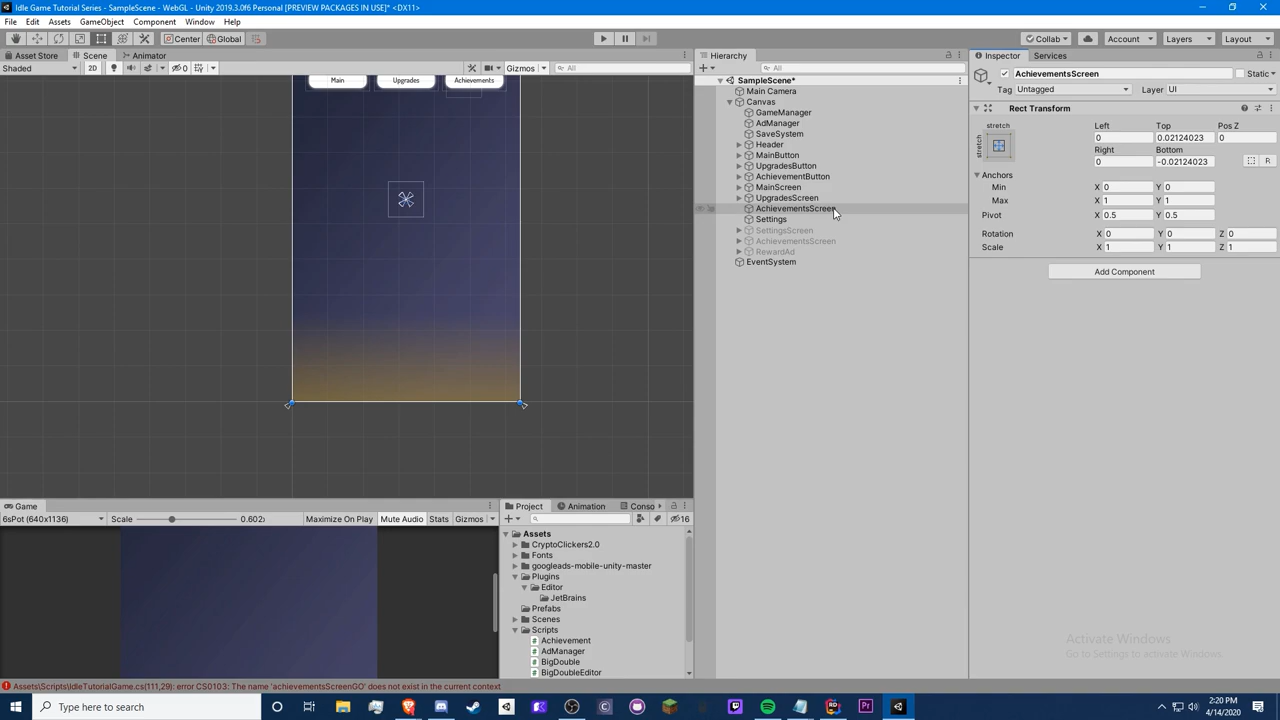 Idle Game Tutorial Series - SampleScene - WebGL - Unity 2019.3.0f6 Personal [PREVIEW PACKAGES IN USE]* <DX11>
File Edit Assets GameObject Component Window Help
Center Global Collab Account Layers Layout
Asset Store Scene Animator
Shaded 2D 0 Gizmos All
Main Upgrades Achievements
Hierarchy
All
SampleScene*
Main Camera
Canvas
GameManager
AdManager
SaveSystem
Header
MainButton
UpgradesButton
AchievementButton
MainScreen
UpgradesScreen
AchievementsScreen
Settings
SettingsScreen
AchievementsScreen
RewardAd
EventSystem
Inspector Services
AchievementsScreen Static
Tag Untagged Layer UI
Rect Transform
stretch Left Top Pos Z
stretch 0 0.02124023 0
Right Bottom
0 -0.02124023 R
Anchors
Min X 0 Y 0
Max X 1 Y 1
Pivot X 0.5 Y 0.5
Rotation X 0 Y 0 Z 0
Scale X 1 Y 1 Z 1
Add Component
Game
6sPot (640x1136) Scale 0.602 Maximize On Play Mute Audio Stats Gizmos
Project Animation Conso
16
Assets
CryptoClickers2.0
Fonts
googleads-mobile-unity-master
Plugins
Editor
JetBrains
Prefabs
Scenes
Scripts
Achievement
AdManager
BigDouble
BigDoubleEditor
Activate Windows
Go to Settings to activate Windows.
Assets\Scripts\IdleTutorialGame.cs(111,29): error CS0103: The name 'achievementsScreenGO' does not exist in the current context
Type here to search
2:20 PM
4/14/2020